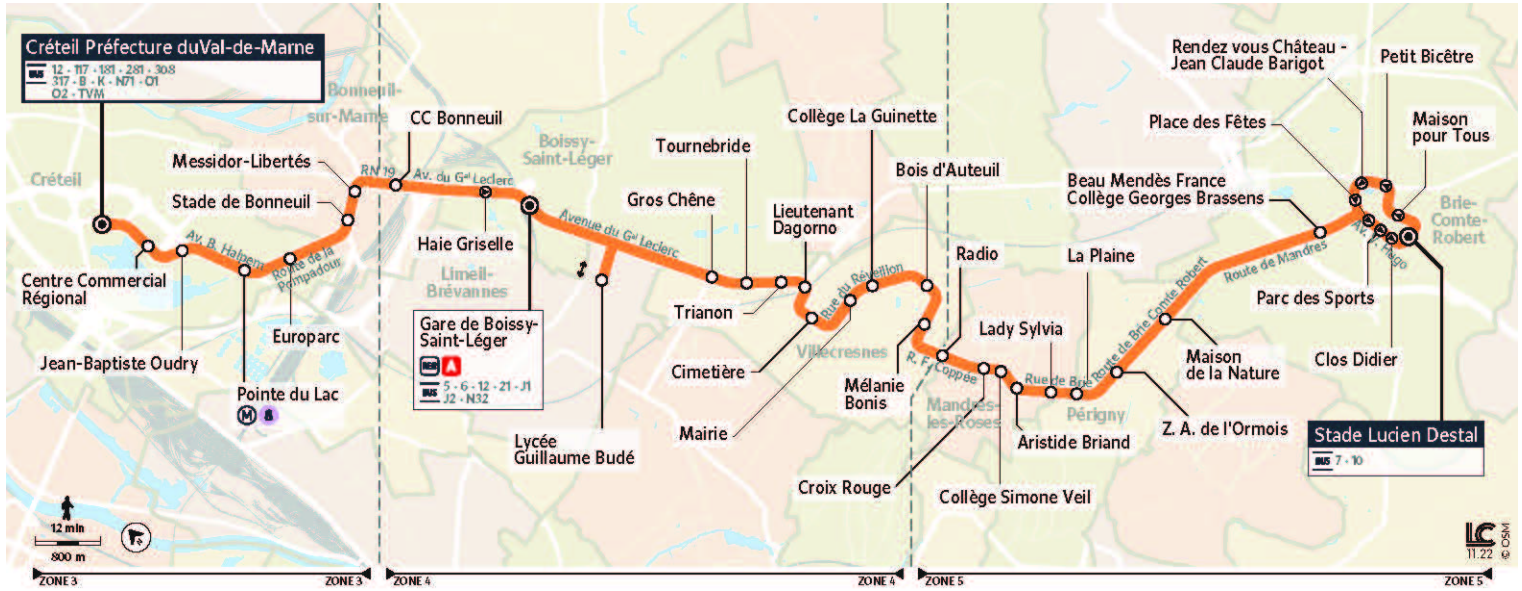 Créteil Préfecture duVal-de-Marne
BUS 12 - 117 - 181 - 281 - 308
317 - B - K - N71 - O1
O2 - TVM
Créteil
Bonneuil-
sur-Marne
CC Bonneuil
Messidor-Libertés
Stade de Bonneuil
RN 19
Av. du Gal Leclerc
Boissy-
Saint-Léger
Av. B. Halpern
Route de la
Pompadour
Centre Commercial
Régional
Jean-Baptiste Oudry
Europarc
Pointe du Lac
M 8
Haie Griselle
Limeil-
Brévannes
Gare de Boissy-
Saint-Léger
RER A
BUS 5 - 6 - 12 - 21 - J1
J2 - N32
Avenue du Gal Leclerc
Lycée
Guillaume Budé
Gros Chêne
Tournebride
Trianon
Lieutenant
Dagorno
Cimetière
Villecresnes
Mairie
Rue du Réveillon
Collège La Guinette
Bois d'Auteuil
Mélanie
Bonis
R. F. Coppée
Radio
Croix Rouge
Mandres-
les-Roses
Collège Simone Veil
Aristide Briand
Lady Sylvia
Rue de Brie
La Plaine
Périgny
Z. A. de l'Ormois
Route de Brie Comte Robert
Maison
de la Nature
Route de Mandres
Beau Mendès France
Collège Georges Brassens
Place des Fêtes
Rendez vous Château -
Jean Claude Barigot
Petit Bicêtre
Maison
pour Tous
Brie-
Comte-
Robert
Av. V. Hugo
Parc des Sports
Clos Didier
Stade Lucien Destal
BUS 7 - 10
12 min
800 m
LC
11.22
© OSM
ZONE 3
ZONE 3
ZONE 4
ZONE 4
ZONE 5
ZONE 5